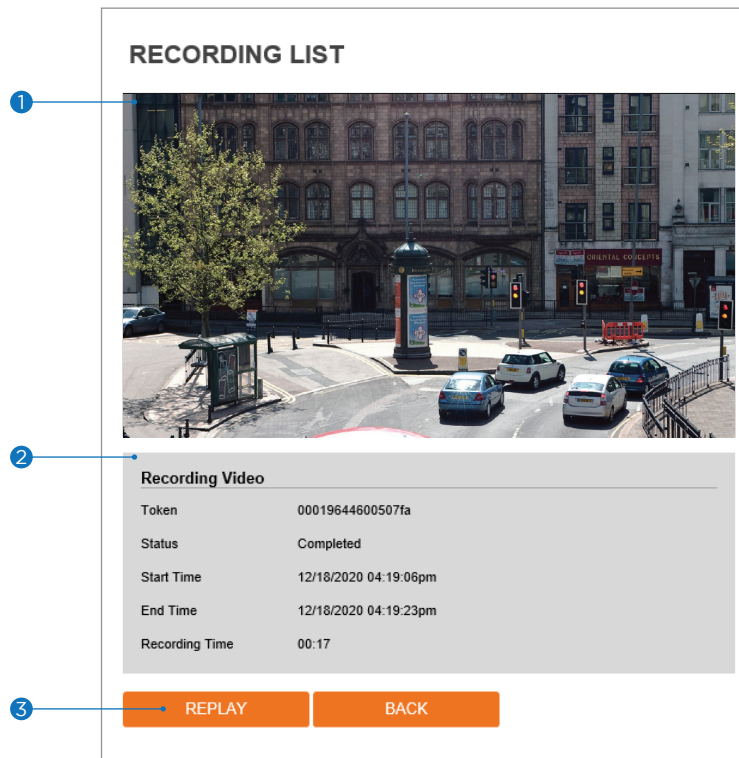 RECORDING LIST
1
ORIENTAL CONCEPTS
2
Recording Video
Token 00019644600507fa
Status Completed
Start Time 12/18/2020 04:19:06pm
End Time 12/18/2020 04:19:23pm
Recording Time 00:17
3
REPLAY BACK